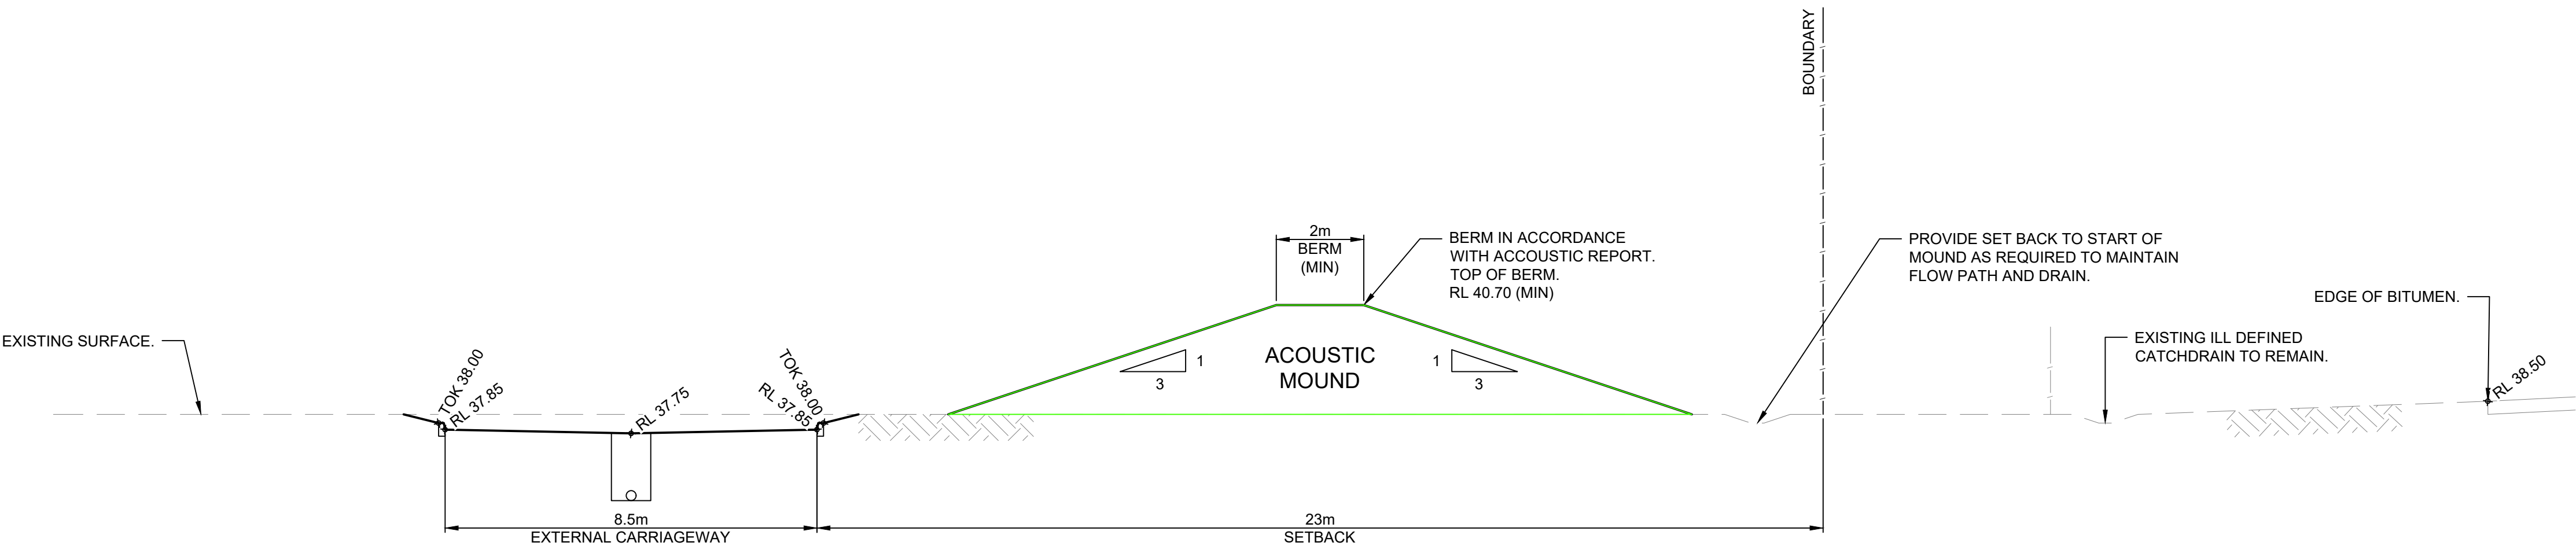 BOUNDARY
2m
BERM
(MIN)
BERM IN ACCORDANCE
WITH ACCOUSTIC REPORT.
TOP OF BERM.
RL 40.70 (MIN)
PROVIDE SET BACK TO START OF
MOUND AS REQUIRED TO MAINTAIN
FLOW PATH AND DRAIN.
EDGE OF BITUMEN.
EXISTING SURFACE.
EXISTING ILL DEFINED
CATCHDRAIN TO REMAIN.
TOK 38.00
RL 37.85
RL 37.75
TOK 38.00
RL 37.85
1
3
ACOUSTIC
MOUND
1
3
RL 38.50
8.5m
EXTERNAL CARRIAGEWAY
23m
SETBACK